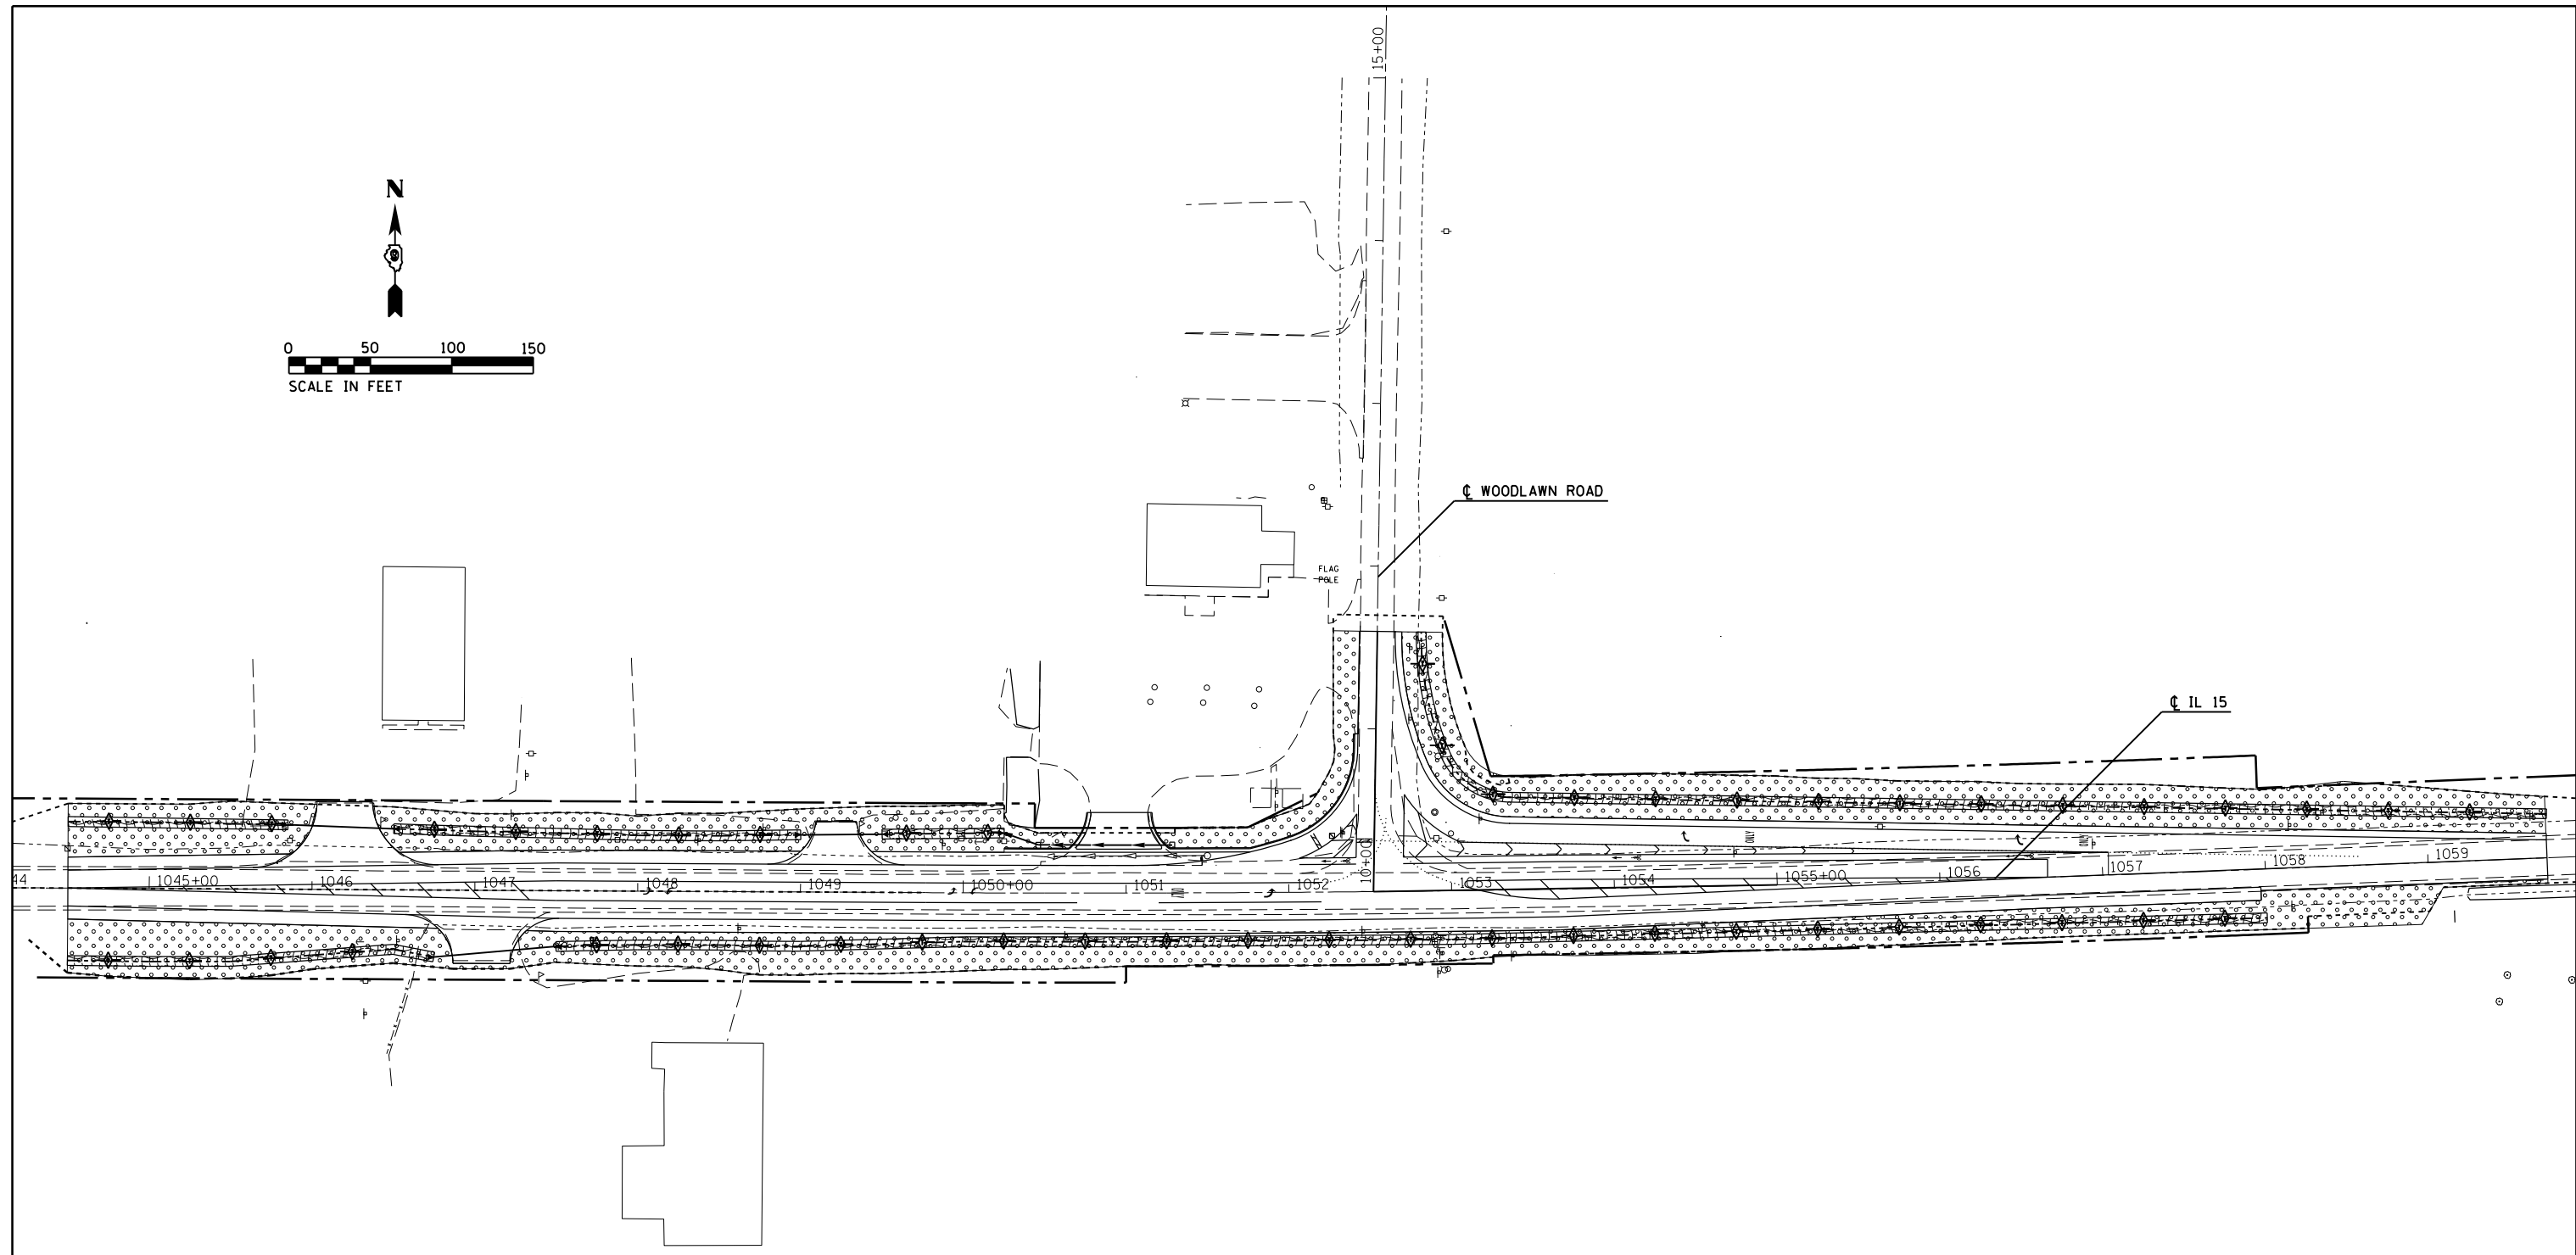 15+00
N
0 50 100 150
SCALE IN FEET
℄ WOODLAWN ROAD
FLAG
POLE
℄ IL 15
10+00
44 1045+00 1046 1047 1048 1049 1050+00 1051 1052 1053 1054 1055+00 1056 1057 1058 1059